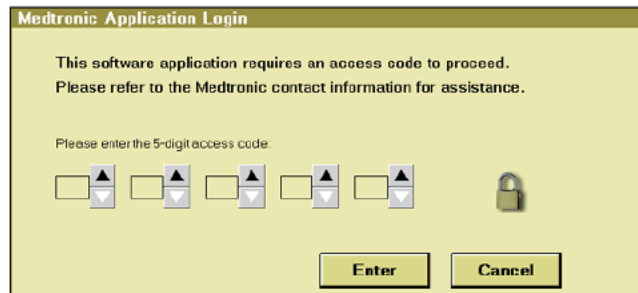 Medtronic Application Login
This software application requires an access code to proceed.
Please refer to the Medtronic contact information for assistance.
Please enter the 5-digit access code:
Enter Cancel